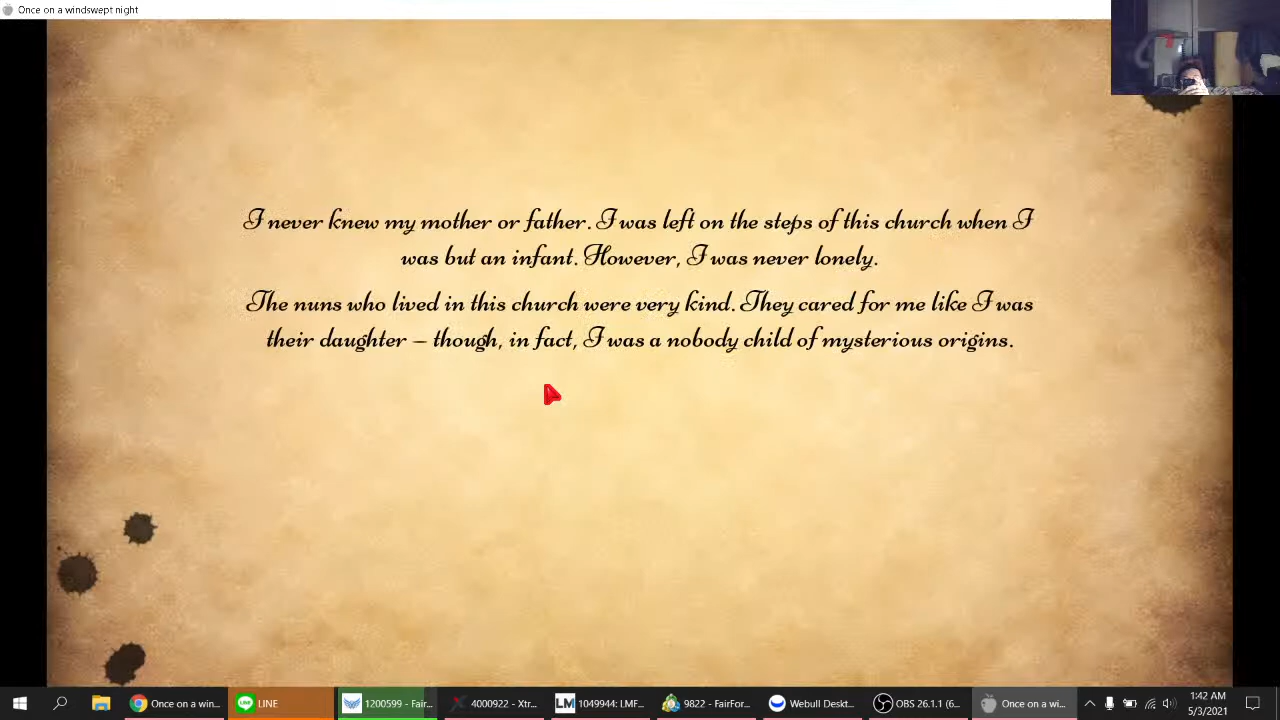 Once on a windswept night
I never knew my mother or father. I was left on the steps of this church when I
was but an infant. However, I was never lonely.
The nuns who lived in this church were very kind. They cared for me like I was
their daughter – though, in fact, I was a nobody child of mysterious origins.
Once on a win...
LINE
1200599 - Fair...
4000922 - Xtr...
LM
1049944: LMF...
9822 - FairFor...
Webull Deskt...
OBS 26.1.1 (6...
Once on a wi...
1:42 AM
5/3/2021